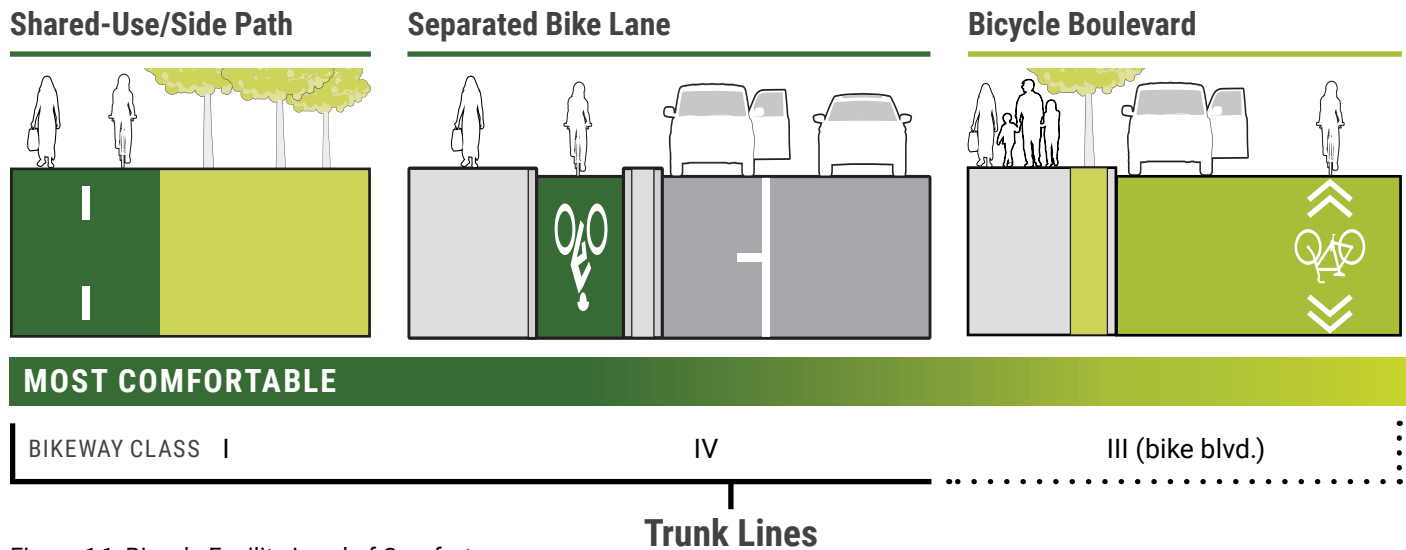 Shared-Use/Side Path
Separated Bike Lane
Bicycle Boulevard
MOST COMFORTABLE
BIKEWAY CLASS I
IV
III (bike blvd.)
Trunk Lines